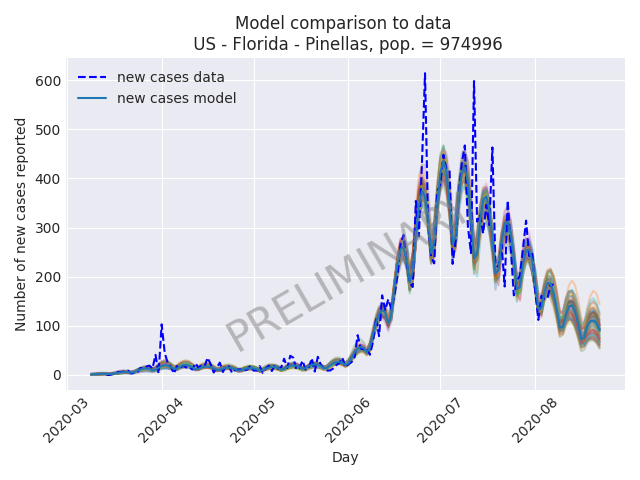 Model comparison to data
US - Florida - Pinellas, pop. = 974996
new cases data
new cases model
Number of new cases reported
600
500
400
300
200
100
0
PRELIMINARY
2020-03
2020-04
2020-05
2020-06
2020-07
2020-08
Day